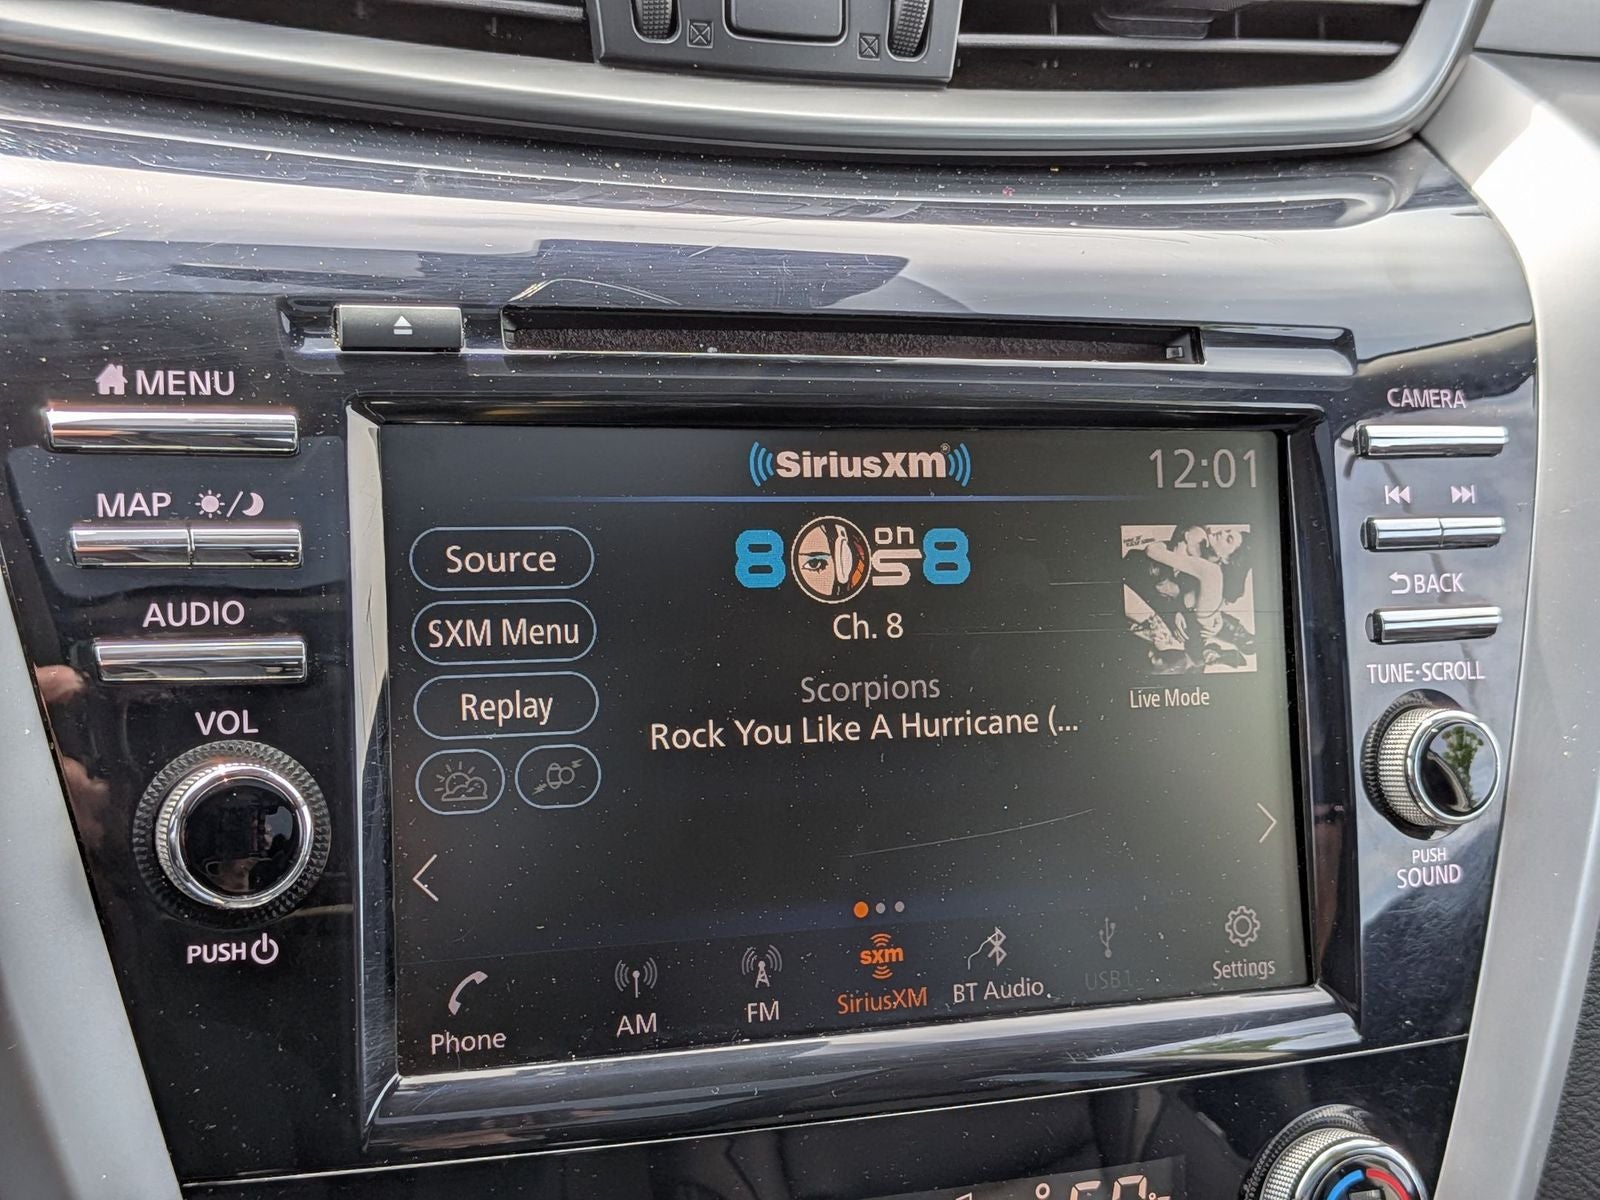 MENU
CAMERA
MAP
AUDIO
BACK
TUNE·SCROLL
VOL
PUSH
PUSH
SOUND
SiriusXM®
12:01
80s on 8
Ch. 8
Source
SXM Menu
Replay
Scorpions
Rock You Like A Hurricane (...
Live Mode
Phone
AM
FM
sxm
SiriusXM
BT Audio
USB1
Settings